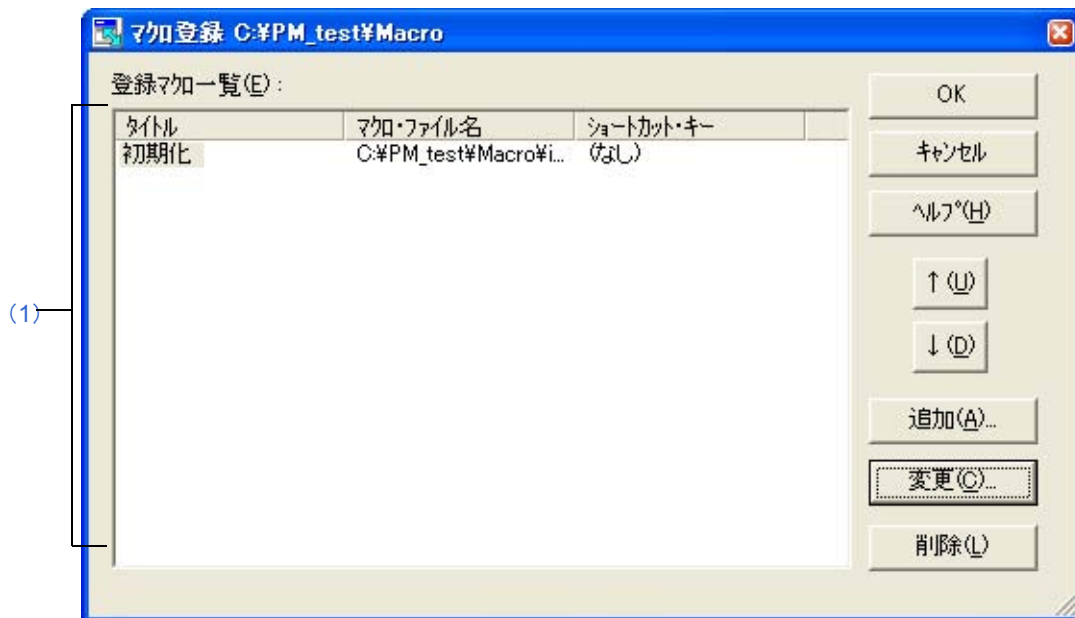 マクロ登録 C:¥PM_test¥Macro
登録マクロ一覧(E) :
タイトル マクロ・ファイル名 ショートカット・キー
初期化 C:¥PM_test¥Macro¥i... (なし)
(1)
OK
キャンセル
ヘルプ(H)
↑(U)
↓(D)
追加(A)...
変更(C)...
削除(L)